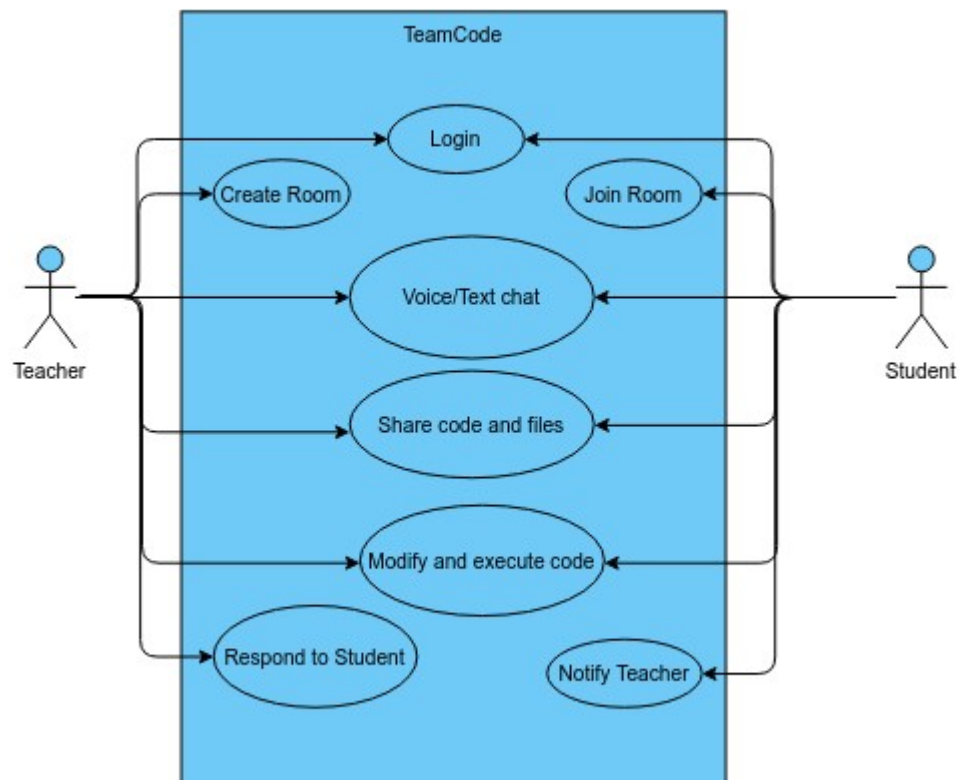 TeamCode
Login
Create Room
Join Room
Voice/Text chat
Teacher
Student
Share code and files
Modify and execute code
Respond to Student
Notify Teacher